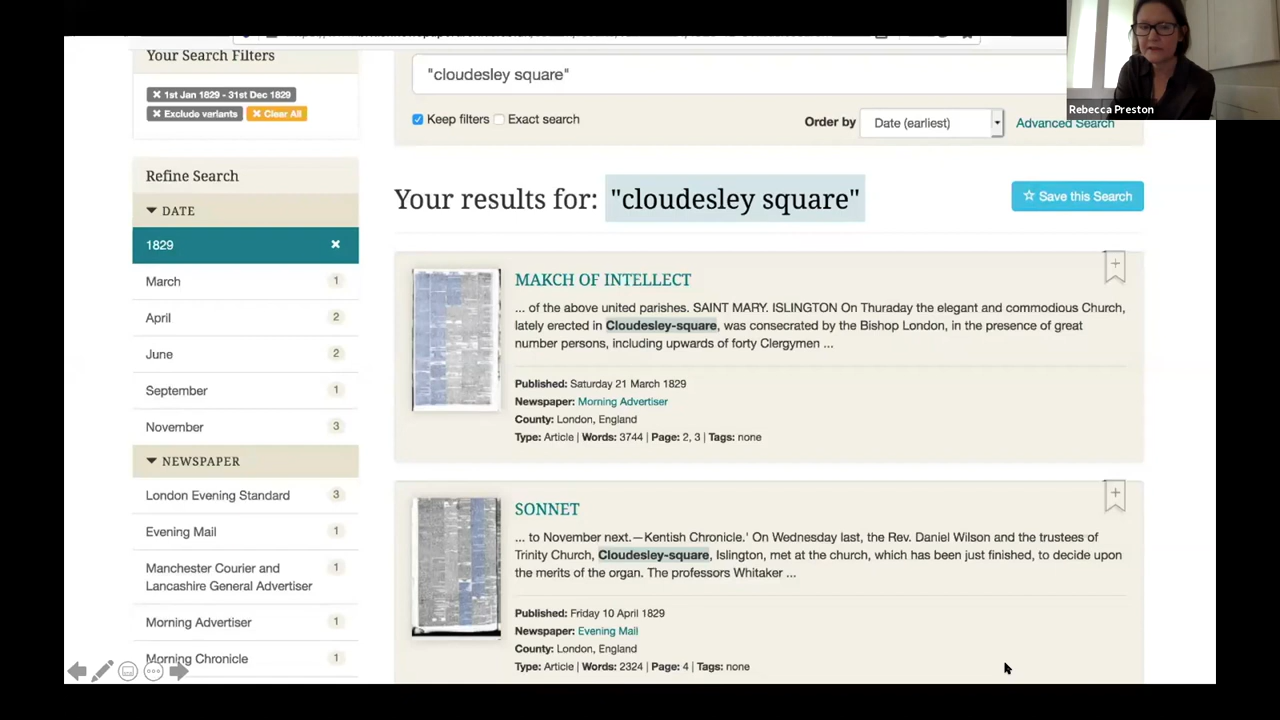 Your Search Filters
× 1st Jan 1829 - 31st Dec 1829
× Exclude variants × Clear All
Refine Search
DATE
1829 ×
March 1
April 2
June 2
September 1
November 3
NEWSPAPER
London Evening Standard 3
Evening Mail 1
Manchester Courier and 1
Lancashire General Advertiser
Morning Advertiser 1
Morning Chronicle 1
"cloudesley square"
Keep filters Exact search
Order by Date (earliest) Advanced Search
Your results for: "cloudesley square"
Save this Search
MAKCH OF INTELLECT
... of the above united parishes. SAINT MARY. ISLINGTON On Thuraday the elegant and commodious Church,
lately erected in Cloudesley-square, was consecrated by the Bishop London, in the presence of great
number persons, including upwards of forty Clergymen ...
Published: Saturday 21 March 1829
Newspaper: Morning Advertiser
County: London, England
Type: Article | Words: 3744 | Page: 2, 3 | Tags: none
SONNET
... to November next.—Kentish Chronicle.' On Wednesday last, the Rev. Daniel Wilson and the trustees of
Trinity Church, Cloudesley-square, Islington, met at the church, which has been just finished, to decide upon
the merits of the organ. The professors Whitaker ...
Published: Friday 10 April 1829
Newspaper: Evening Mail
County: London, England
Type: Article | Words: 2324 | Page: 4 | Tags: none
Rebecca Preston